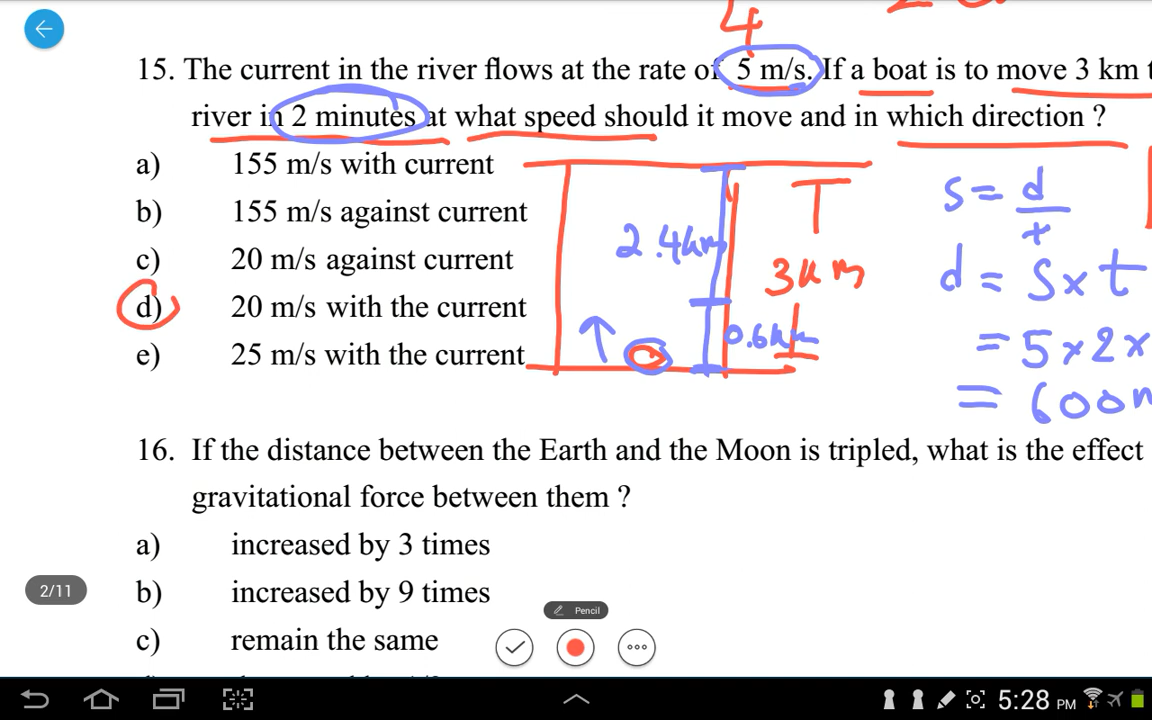 4
15. The current in the river flows at the rate of 5 m/s. If a boat is to move 3 km
river in 2 minutes at what speed should it move and in which direction ?
a) 155 m/s with current
b) 155 m/s against current
c) 20 m/s against current
d) 20 m/s with the current
e) 25 m/s with the current
2.4km
3km
0.6km
s = d
t
d = s x t
= 5 x 2 x
= 600m
16. If the distance between the Earth and the Moon is tripled, what is the effect
gravitational force between them ?
a) increased by 3 times
b) increased by 9 times
c) remain the same
2/11
Pencil
5:28 PM